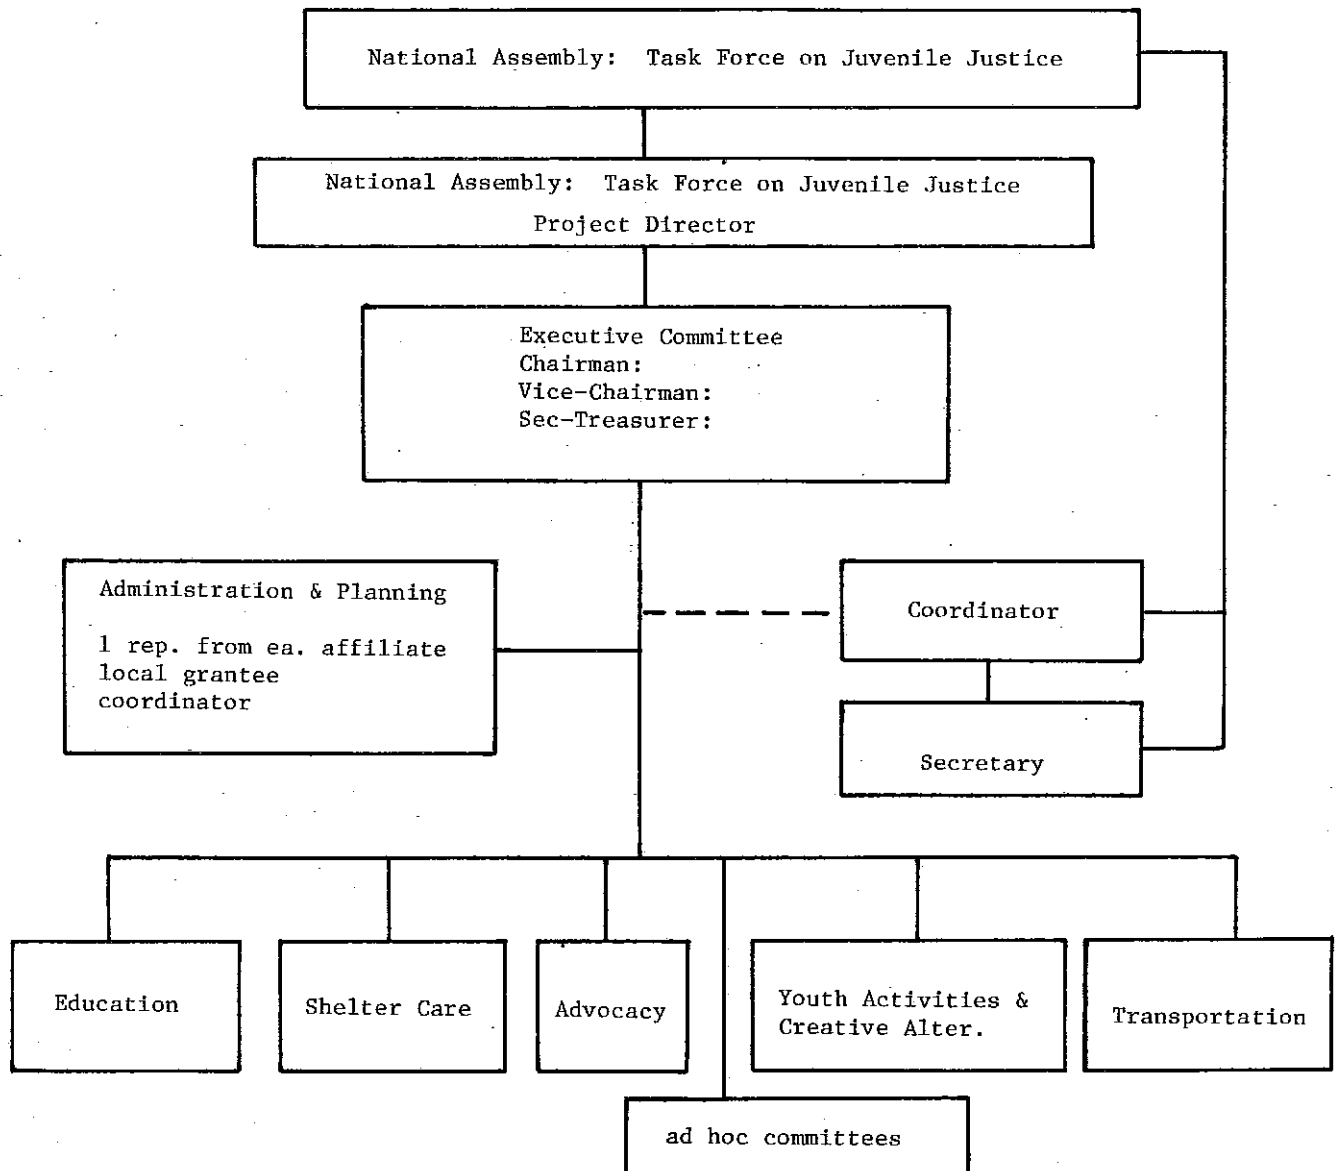 National Assembly: Task Force on Juvenile Justice
National Assembly: Task Force on Juvenile Justice
Project Director
Executive Committee
Chairman:
Vice-Chairman:
Sec-Treasurer:
Administration & Planning
1 rep. from ea. affiliate
local grantee
coordinator
Coordinator
Secretary
Education
Shelter Care
Advocacy
Youth Activities &
Creative Alter.
Transportation
ad hoc committees